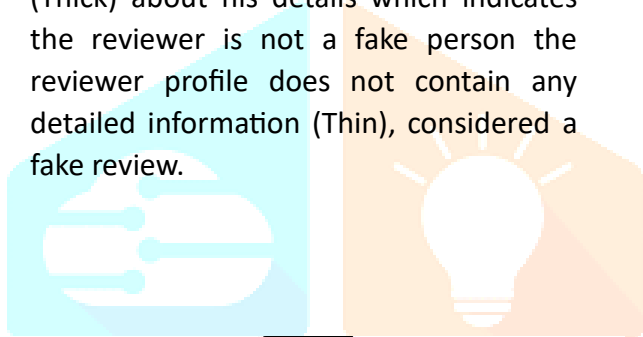 (Thick) about his details which indicates
the reviewer is not a fake person the
reviewer profile does not contain any
detailed information (Thin), considered a
fake review.